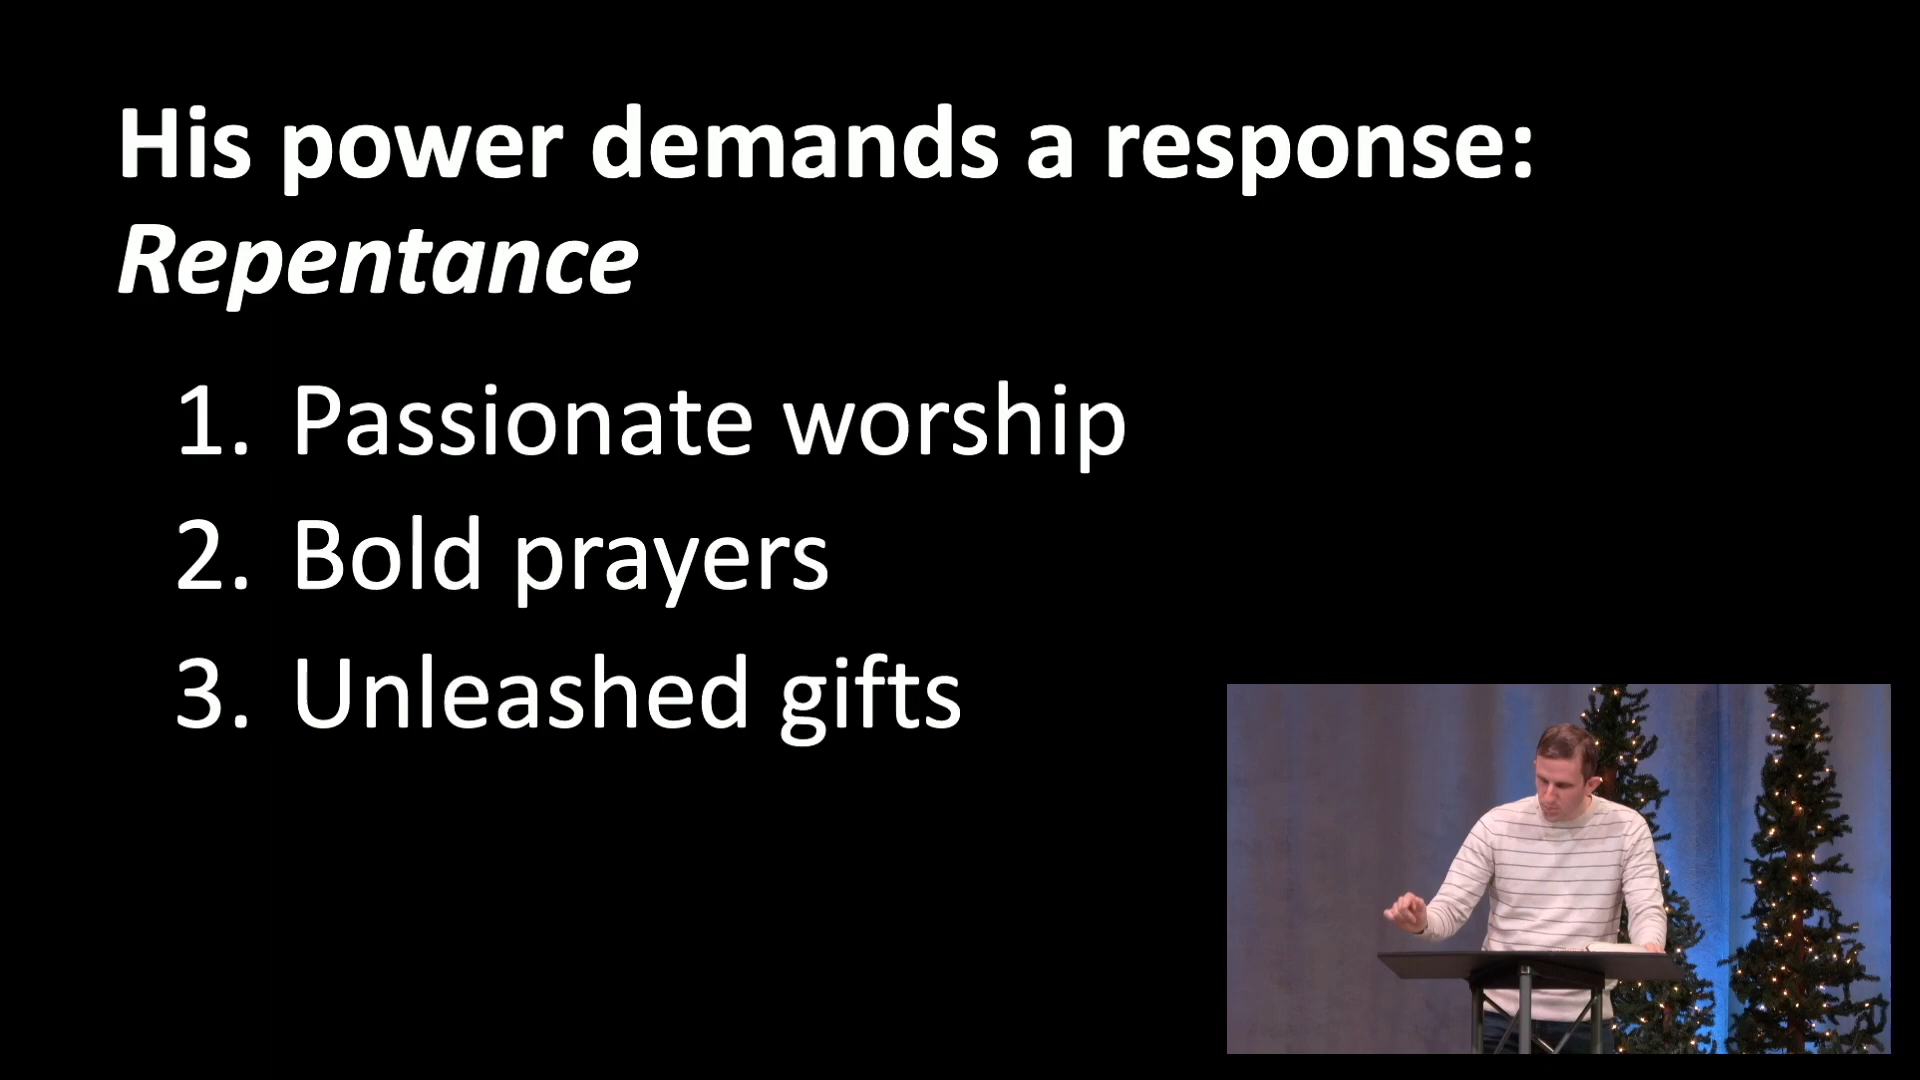 His power demands a response:
Repentance
1. Passionate worship
2. Bold prayers
3. Unleashed gifts